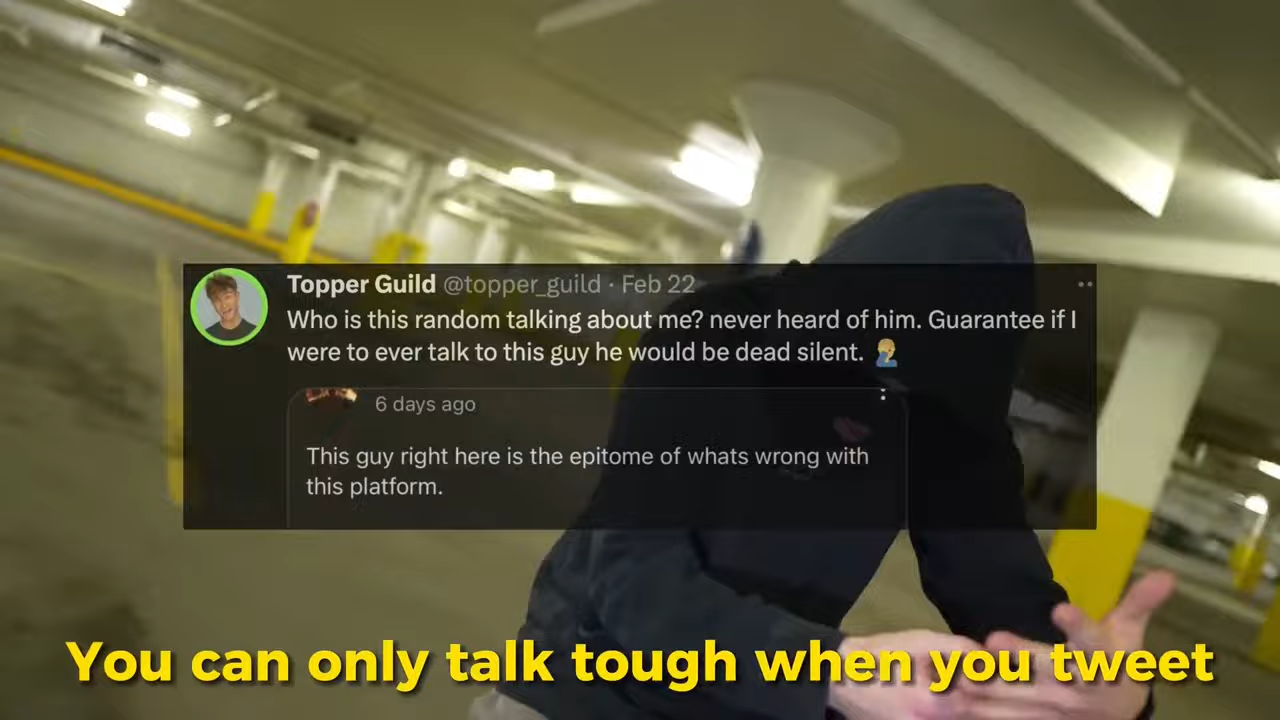 Topper Guild @topper_guild · Feb 22
Who is this random talking about me? never heard of him. Guarantee if I
were to ever talk to this guy he would be dead silent. 🤦🏼‍♂️
6 days ago
This guy right here is the epitome of whats wrong with
this platform.
You can only talk tough when you tweet